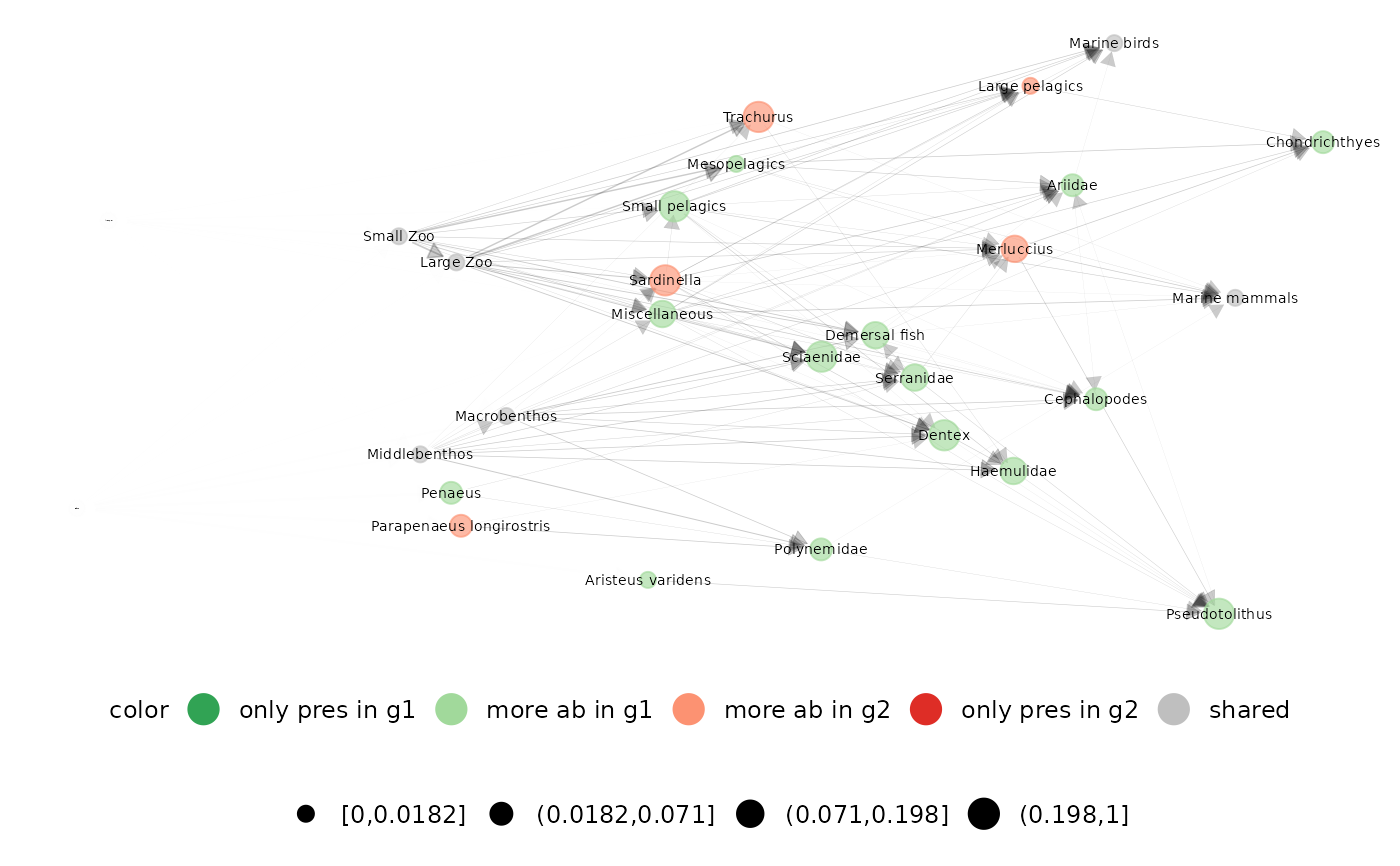 Marine birds
Large pelagics
Trachurus
Chondrichthyes
Mesopelagics
Ariidae
Small pelagics
Small Zoo
Merluccius
Large Zoo
Sardinella
Marine mammals
Miscellaneous
Demersal fish
Sciaenidae
Serranidae
Cephalopodes
Macrobenthos
Dentex
Middlebenthos
Haemulidae
Penaeus
Parapenaeus longirostris
Polynemidae
Aristeus varidens
Pseudotolithus
color only pres in g1 more ab in g1 more ab in g2 only pres in g2 shared
[0,0.0182] (0.0182,0.071] (0.071,0.198] (0.198,1]